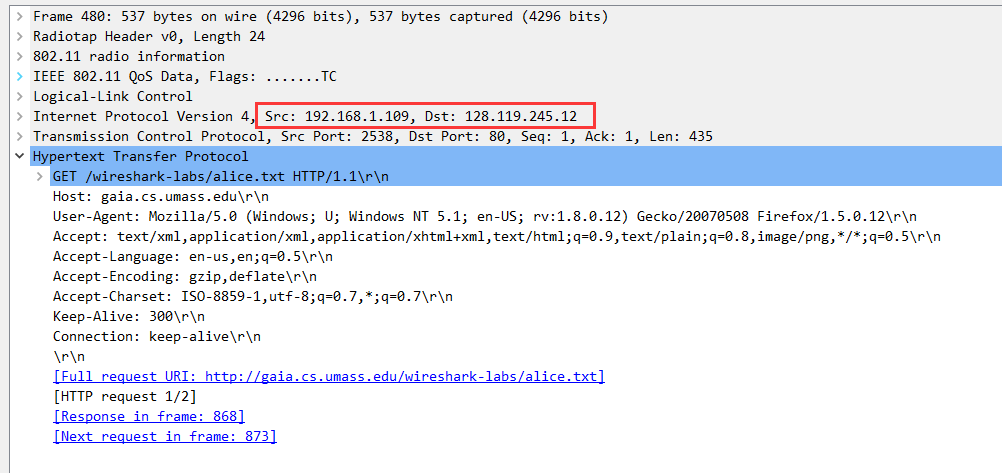 Frame 480: 537 bytes on wire (4296 bits), 537 bytes captured (4296 bits)
Radiotap Header v0, Length 24
802.11 radio information
IEEE 802.11 QoS Data, Flags: .......TC
Logical-Link Control
Internet Protocol Version 4, Src: 192.168.1.109, Dst: 128.119.245.12
Transmission Control Protocol, Src Port: 2538, Dst Port: 80, Seq: 1, Ack: 1, Len: 435
Hypertext Transfer Protocol
GET /wireshark-labs/alice.txt HTTP/1.1\r\n
Host: gaia.cs.umass.edu\r\n
User-Agent: Mozilla/5.0 (Windows; U; Windows NT 5.1; en-US; rv:1.8.0.12) Gecko/20070508 Firefox/1.5.0.12\r\n
Accept: text/xml,application/xml,application/xhtml+xml,text/html;q=0.9,text/plain;q=0.8,image/png,*/*;q=0.5\r\n
Accept-Language: en-us,en;q=0.5\r\n
Accept-Encoding: gzip,deflate\r\n
Accept-Charset: ISO-8859-1,utf-8;q=0.7,*;q=0.7\r\n
Keep-Alive: 300\r\n
Connection: keep-alive\r\n
\r\n
[Full request URI: http://gaia.cs.umass.edu/wireshark-labs/alice.txt]
[HTTP request 1/2]
[Response in frame: 868]
[Next request in frame: 873]